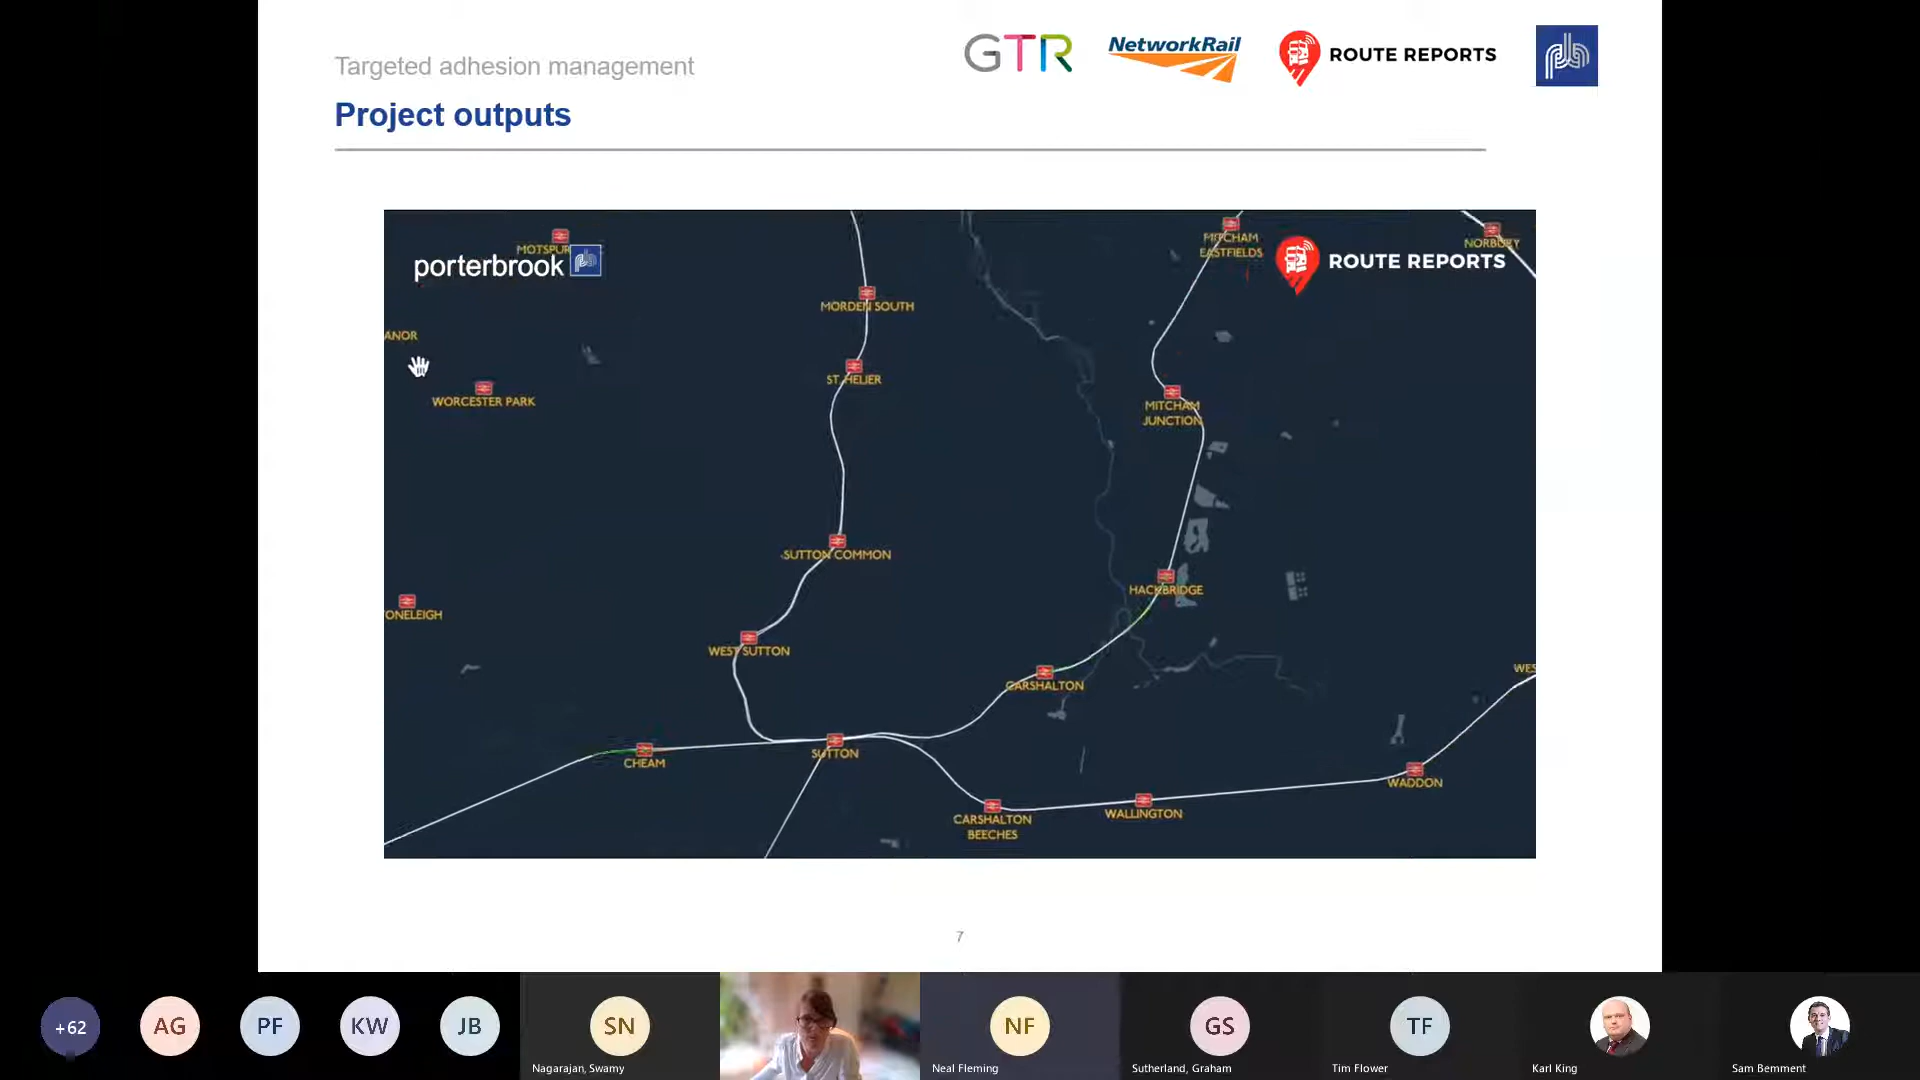 Targeted adhesion management
Project outputs
GTR
NetworkRail
ROUTE REPORTS
porterbrook
ROUTE REPORTS
MOTSPUR
MITCHAM
EASTFIELDS
NORBURY
MORDEN SOUTH
ANOR
ST. HELIER
WORCESTER PARK
MITCHAM
JUNCTION
SUTTON COMMON
HACKBRIDGE
ONELEIGH
WEST SUTTON
WES
CARSHALTON
SUTTON
CHEAM
WADDON
CARSHALTON
BEECHES
WALLINGTON
7
+62
AG
PF
KW
JB
SN
NF
GS
TF
Nagarajan, Swamy
Neal Fleming
Sutherland, Graham
Tim Flower
Karl King
Sam Bemment